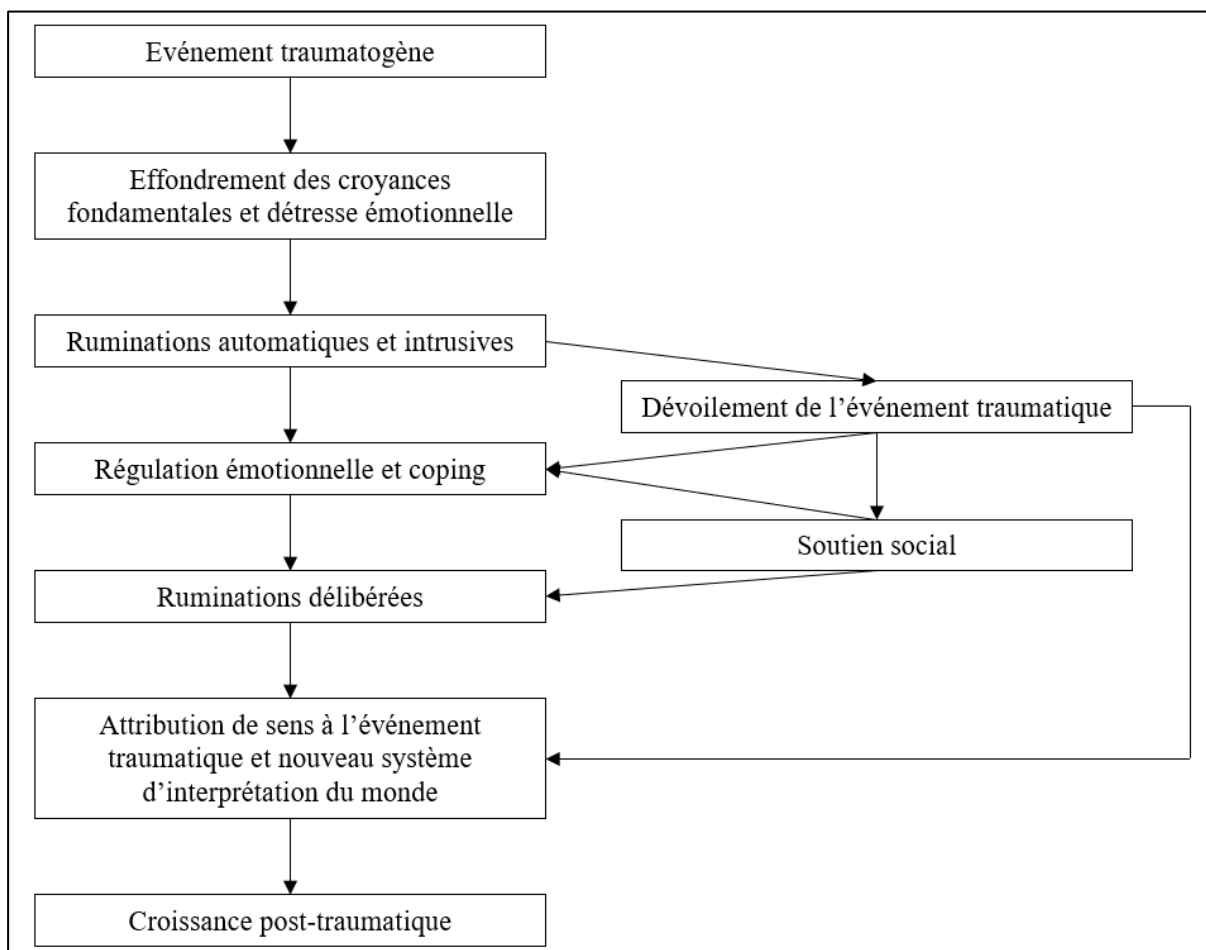 Evénement traumatogène
Effondrement des croyances
fondamentales et détresse émotionnelle
Ruminations automatiques et intrusives
Dévoilement de l’événement traumatique
Régulation émotionnelle et coping
Soutien social
Ruminations délibérées
Attribution de sens à l’événement
traumatique et nouveau système
d’interprétation du monde
Croissance post-traumatique